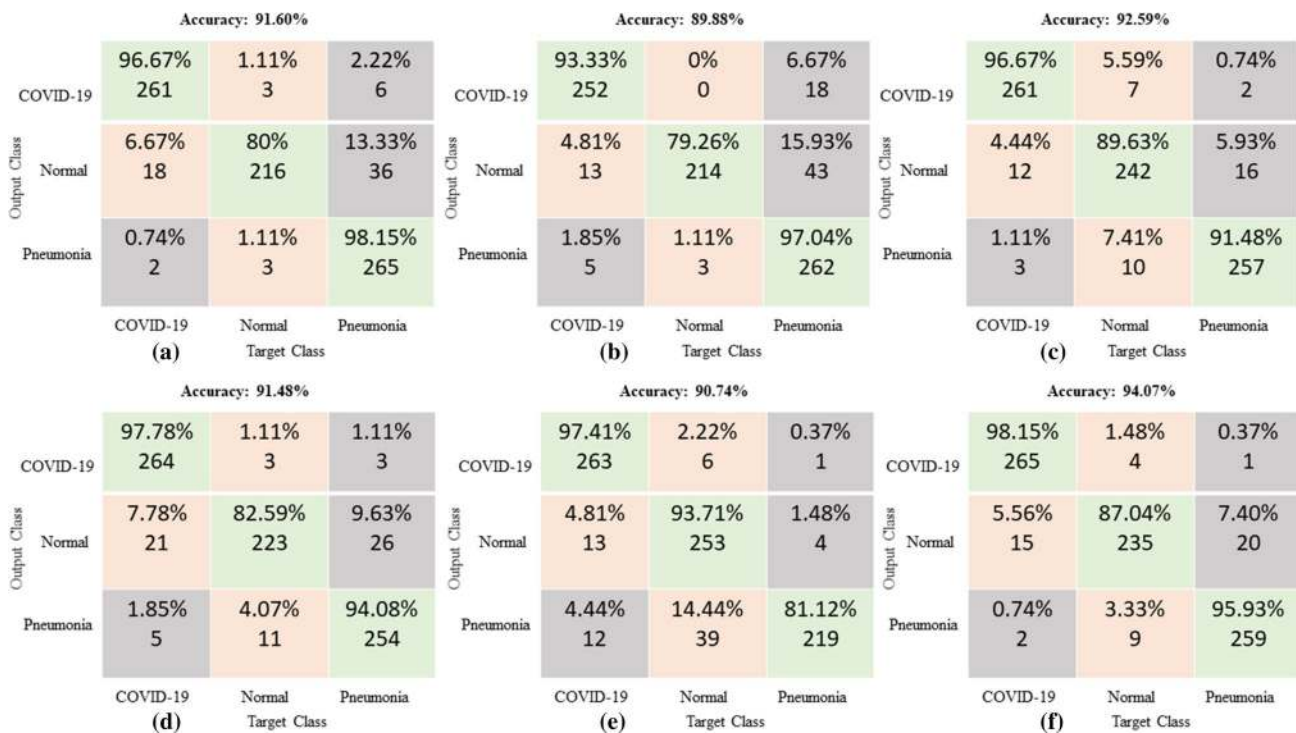 Accuracy: 91.60%
96.67% 1.11% 2.22%
COVID-19 261 3 6
6.67% 80% 13.33%
Normal 18 216 36
0.74% 1.11% 98.15%
Pneumonia 2 3 265
Output Class
COVID-19 Normal Pneumonia
(a) Target Class
Accuracy: 89.88%
93.33% 0% 6.67%
COVID-19 252 0 18
4.81% 79.26% 15.93%
Normal 13 214 43
1.85% 1.11% 97.04%
Pneumonia 5 3 262
Output Class
COVID-19 Normal Pneumonia
(b) Target Class
Accuracy: 92.59%
96.67% 5.59% 0.74%
COVID-19 261 7 2
4.44% 89.63% 5.93%
Normal 12 242 16
1.11% 7.41% 91.48%
Pneumonia 3 10 257
Output Class
COVID-19 Normal Pneumonia
(c) Target Class
Accuracy: 91.48%
97.78% 1.11% 1.11%
COVID-19 264 3 3
7.78% 82.59% 9.63%
Normal 21 223 26
1.85% 4.07% 94.08%
Pneumonia 5 11 254
Output Class
COVID-19 Normal Pneumonia
(d) Target Class
Accuracy: 90.74%
97.41% 2.22% 0.37%
COVID-19 263 6 1
4.81% 93.71% 1.48%
Normal 13 253 4
4.44% 14.44% 81.12%
Pneumonia 12 39 219
Output Class
COVID-19 Normal Pneumonia
(e) Target Class
Accuracy: 94.07%
98.15% 1.48% 0.37%
COVID-19 265 4 1
5.56% 87.04% 7.40%
Normal 15 235 20
0.74% 3.33% 95.93%
Pneumonia 2 9 259
Output Class
COVID-19 Normal Pneumonia
(f) Target Class